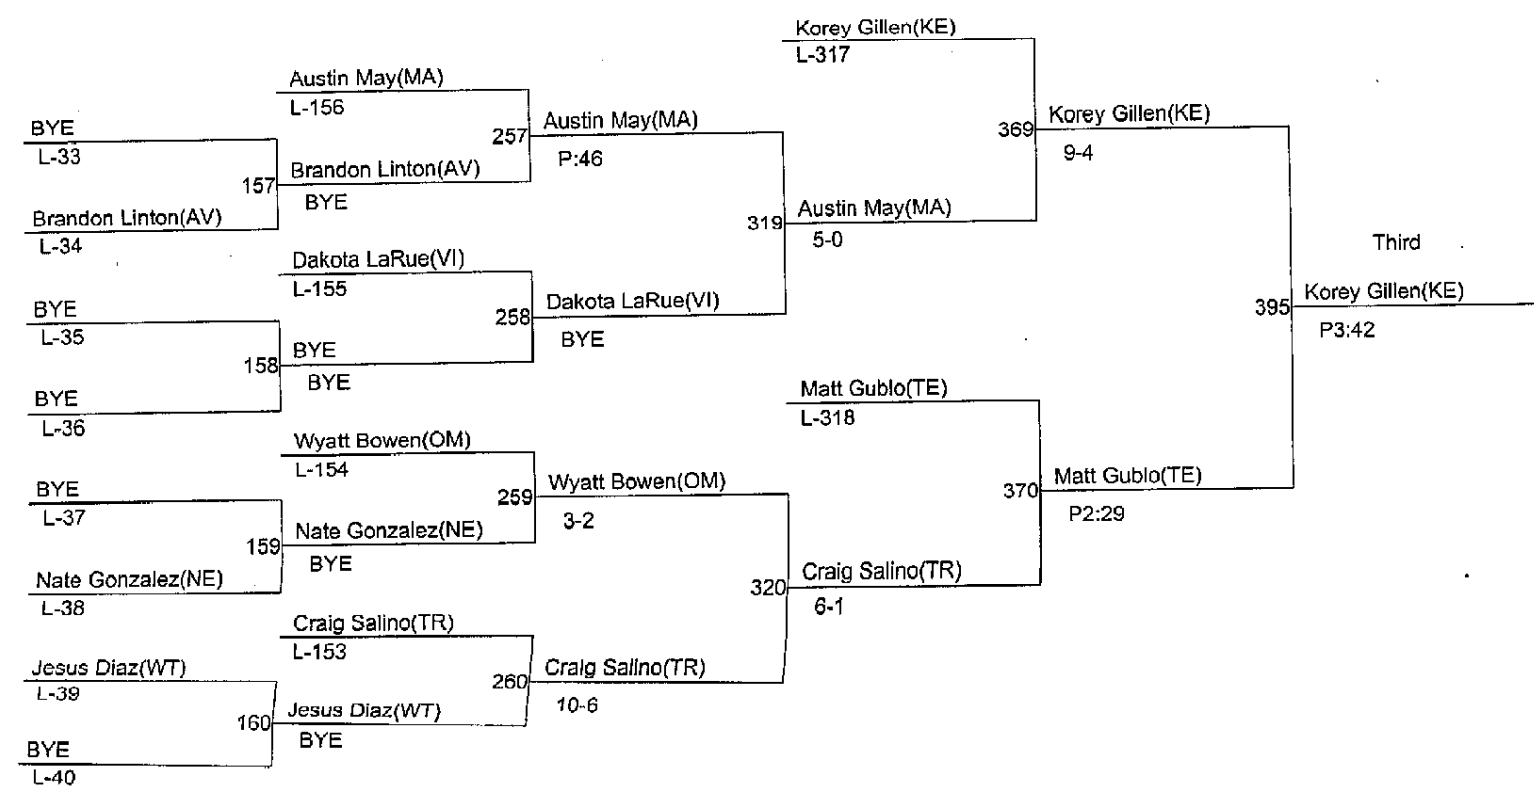 Korey Gillen(KE)
L-317
Austin May(MA)
L-156
BYE
L-33
257
Austin May(MA)
P:46
369
Korey Gillen(KE)
9-4
157
Brandon Linton(AV)
BYE
Brandon Linton(AV)
L-34
319
Austin May(MA)
5-0
Third
Dakota LaRue(VI)
L-155
BYE
L-35
258
Dakota LaRue(VI)
BYE
395
Korey Gillen(KE)
P3:42
158
BYE
BYE
BYE
L-36
Matt Gublo(TE)
L-318
Wyatt Bowen(OM)
L-154
BYE
L-37
259
Wyatt Bowen(OM)
3-2
370
Matt Gublo(TE)
P2:29
159
Nate Gonzalez(NE)
BYE
Nate Gonzalez(NE)
L-38
320
Craig Salino(TR)
6-1
Craig Salino(TR)
L-153
Jesus Diaz(WT)
L-39
260
Craig Salino(TR)
10-6
160
Jesus Diaz(WT)
BYE
BYE
L-40